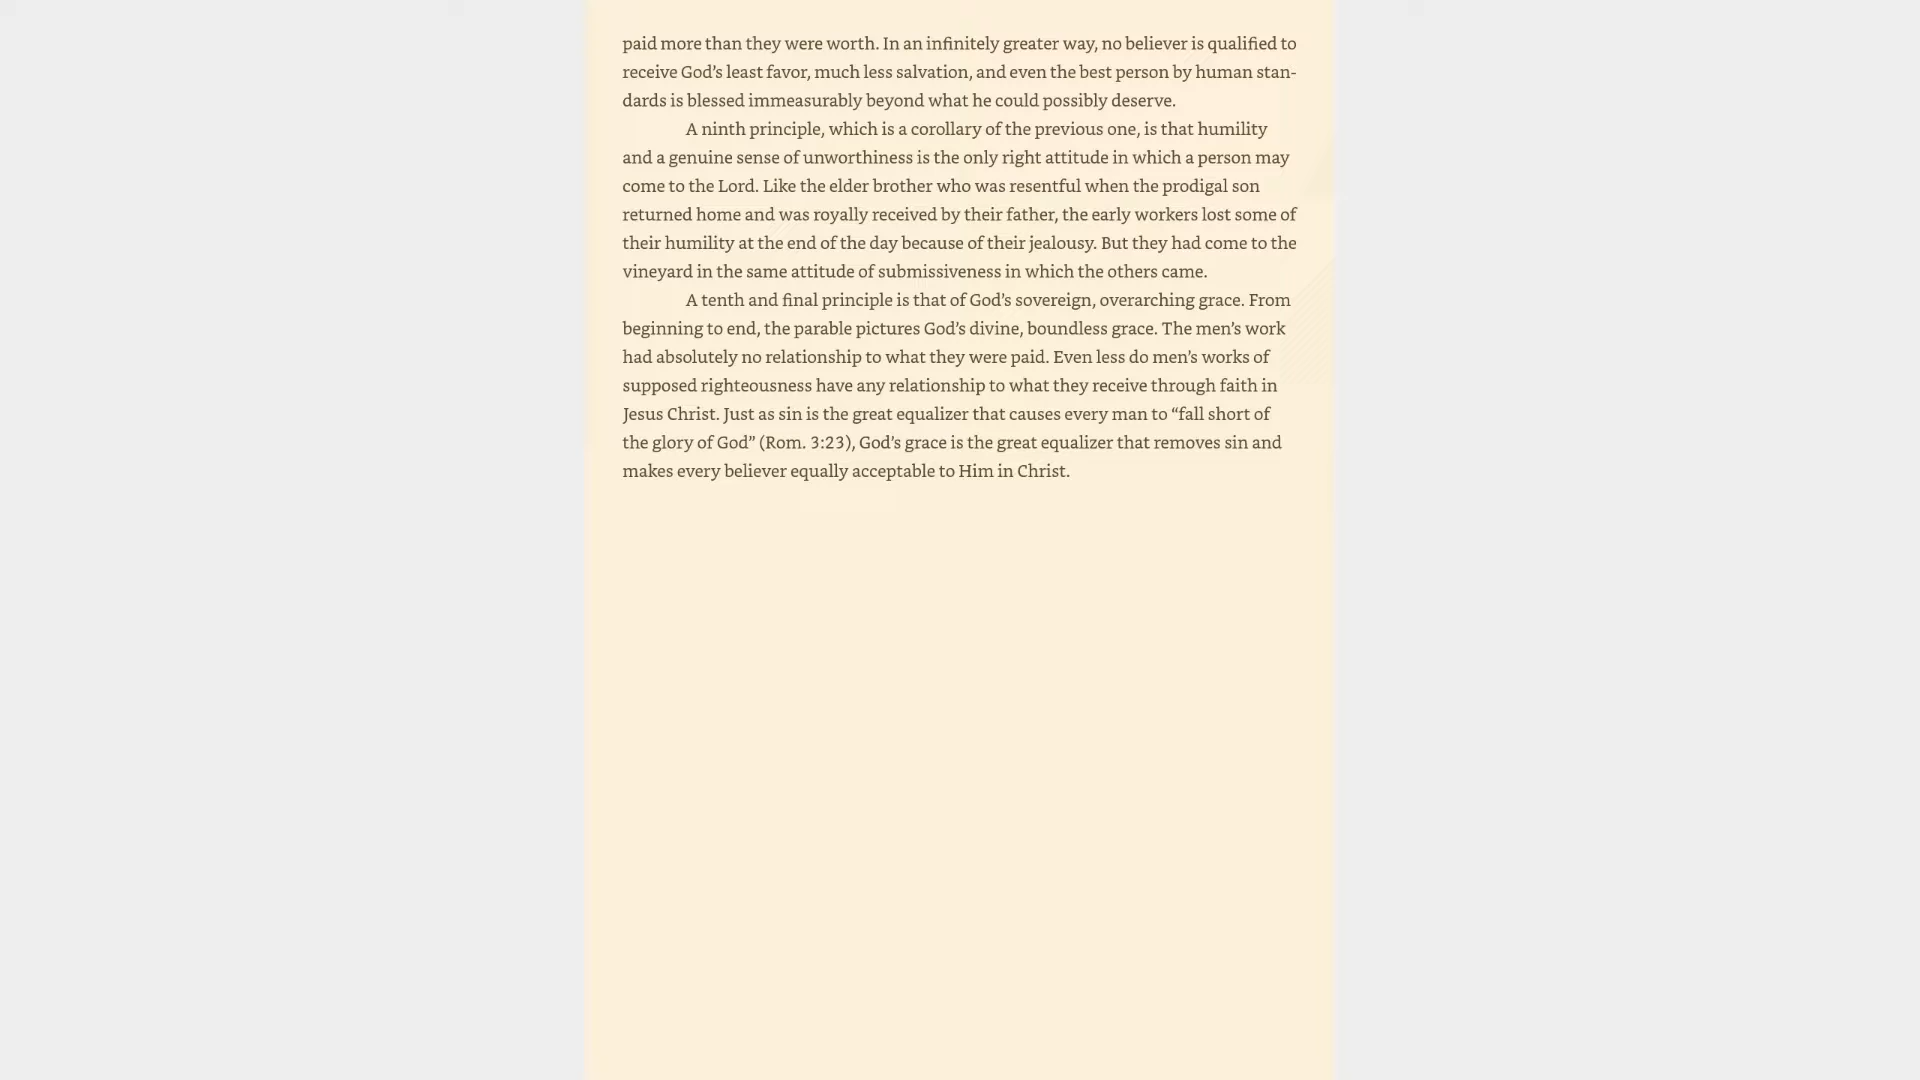 paid more than they were worth. In an infinitely greater way, no believer is qualified to
receive God’s least favor, much less salvation, and even the best person by human stan-
dards is blessed immeasurably beyond what he could possibly deserve.
A ninth principle, which is a corollary of the previous one, is that humility
and a genuine sense of unworthiness is the only right attitude in which a person may
come to the Lord. Like the elder brother who was resentful when the prodigal son
returned home and was royally received by their father, the early workers lost some of
their humility at the end of the day because of their jealousy. But they had come to the
vineyard in the same attitude of submissiveness in which the others came.
A tenth and final principle is that of God’s sovereign, overarching grace. From
beginning to end, the parable pictures God’s divine, boundless grace. The men’s work
had absolutely no relationship to what they were paid. Even less do men’s works of
supposed righteousness have any relationship to what they receive through faith in
Jesus Christ. Just as sin is the great equalizer that causes every man to “fall short of
the glory of God” (Rom. 3:23), God’s grace is the great equalizer that removes sin and
makes every believer equally acceptable to Him in Christ.